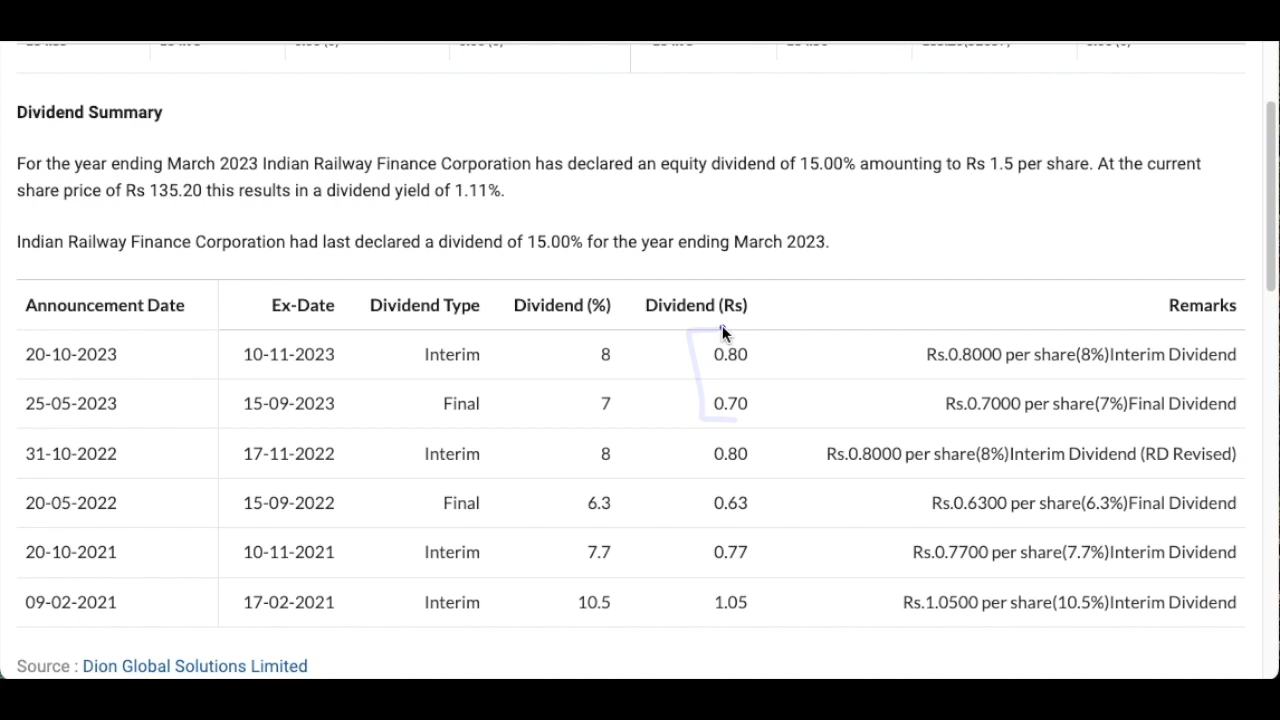 Dividend Summary
For the year ending March 2023 Indian Railway Finance Corporation has declared an equity dividend of 15.00% amounting to Rs 1.5 per share. At the current
share price of Rs 135.20 this results in a dividend yield of 1.11%.
Indian Railway Finance Corporation had last declared a dividend of 15.00% for the year ending March 2023.
Announcement Date Ex-Date Dividend Type Dividend (%) Dividend (Rs) Remarks
20-10-2023 10-11-2023 Interim 8 0.80 Rs.0.8000 per share(8%)Interim Dividend
25-05-2023 15-09-2023 Final 7 0.70 Rs.0.7000 per share(7%)Final Dividend
31-10-2022 17-11-2022 Interim 8 0.80 Rs.0.8000 per share(8%)Interim Dividend (RD Revised)
20-05-2022 15-09-2022 Final 6.3 0.63 Rs.0.6300 per share(6.3%)Final Dividend
20-10-2021 10-11-2021 Interim 7.7 0.77 Rs.0.7700 per share(7.7%)Interim Dividend
09-02-2021 17-02-2021 Interim 10.5 1.05 Rs.1.0500 per share(10.5%)Interim Dividend
Source : Dion Global Solutions Limited